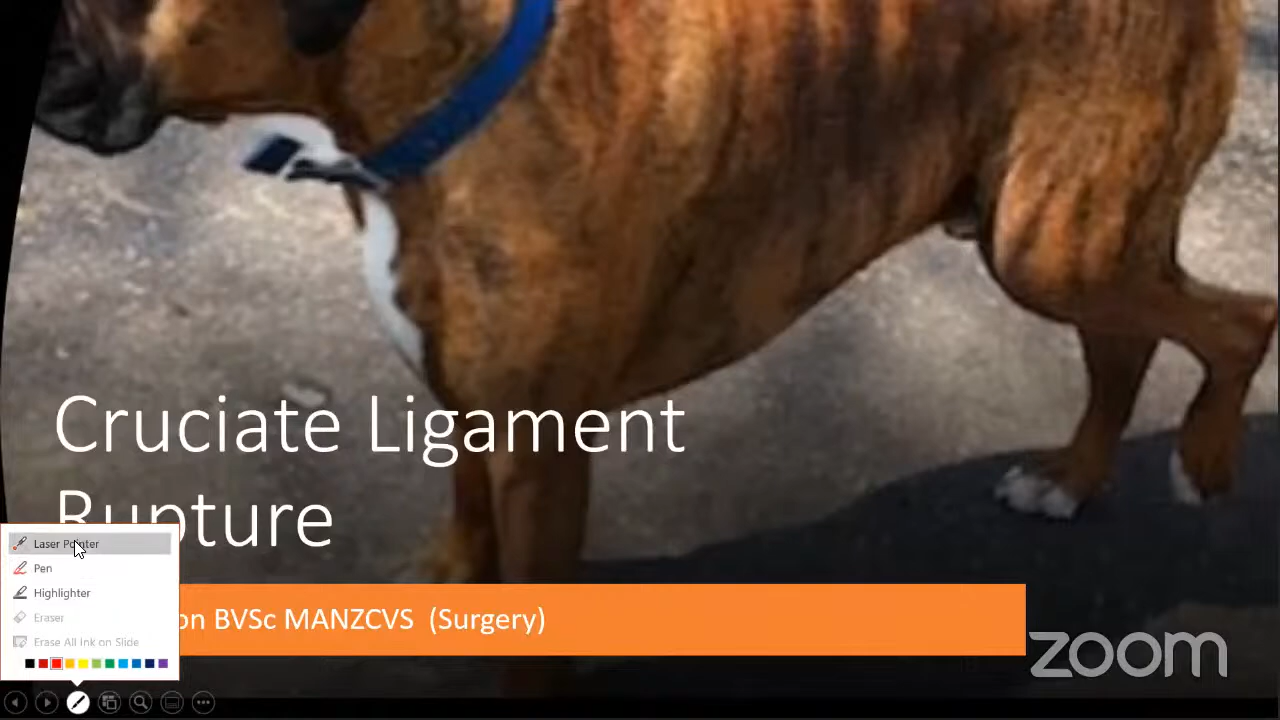 Cruciate Ligament
Rupture
on BVSc MANZCVS (Surgery)
Laser Pointer
Pen
Highlighter
Eraser
Erase All Ink on Slide
zoom